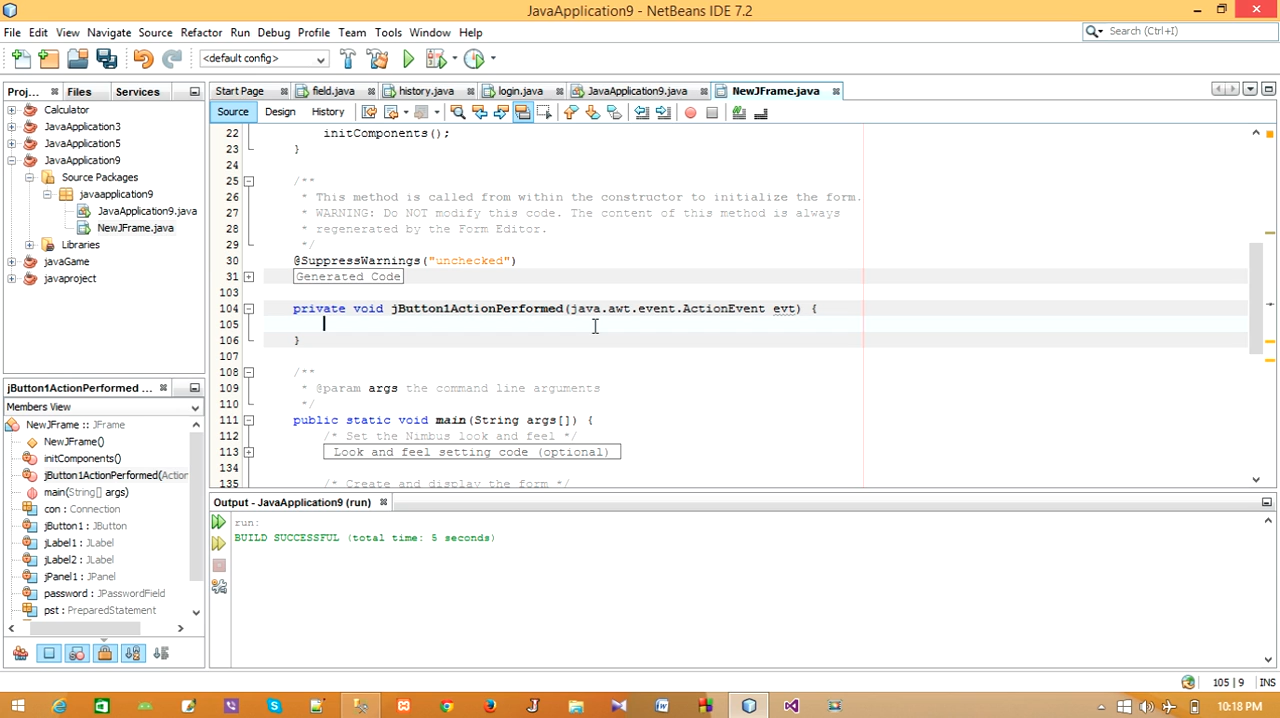 JavaApplication9 - NetBeans IDE 7.2
File Edit View Navigate Source Refactor Run Debug Profile Team Tools Window Help
Search (Ctrl+I)
<default config>
Proj... Files Services
Start Page field.java history.java login.java JavaApplication9.java NewJFrame.java
Source Design History
Calculator
JavaApplication3
JavaApplication5
JavaApplication9
Source Packages
javaapplication9
JavaApplication9.java
NewJFrame.java
Libraries
javaGame
javaproject
22 initComponents();
23 }
24
25 /**
26 * This method is called from within the constructor to initialize the form.
27 * WARNING: Do NOT modify this code. The content of this method is always
28 * regenerated by the Form Editor.
29 */
30 @SuppressWarnings("unchecked")
31 Generated Code
103
104 private void jButton1ActionPerformed(java.awt.event.ActionEvent evt) {
105
106 }
107
108 /**
109 * @param args the command line arguments
110 */
111 public static void main(String args[]) {
112 /* Set the Nimbus look and feel */
113 Look and feel setting code (optional)
134
135 /* Create and display the form */
jButton1ActionPerformed ...
Members View
NewJFrame :: JFrame
NewJFrame()
initComponents()
jButton1ActionPerformed(Action
main(String[] args)
con : Connection
jButton1 : JButton
jLabel1 : JLabel
jLabel2 : JLabel
jPanel1 : JPanel
password : JPasswordField
pst : PreparedStatement
Output - JavaApplication9 (run)
run:
BUILD SUCCESSFUL (total time: 5 seconds)
105 | 9 INS
10:18 PM